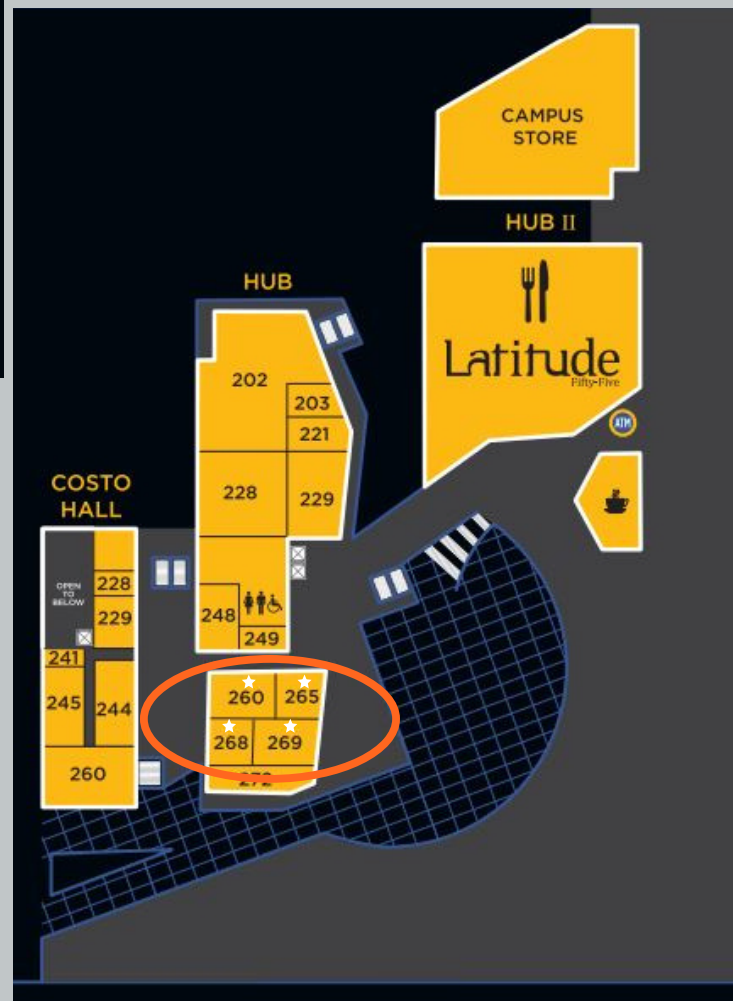 CAMPUS
STORE
HUB II
Latitude
Fifty-Five
ATM
HUB
202
203
221
228
229
248
249
COSTO
HALL
OPEN
TO
BELOW
228
229
241
245
244
260
260
265
268
269
272